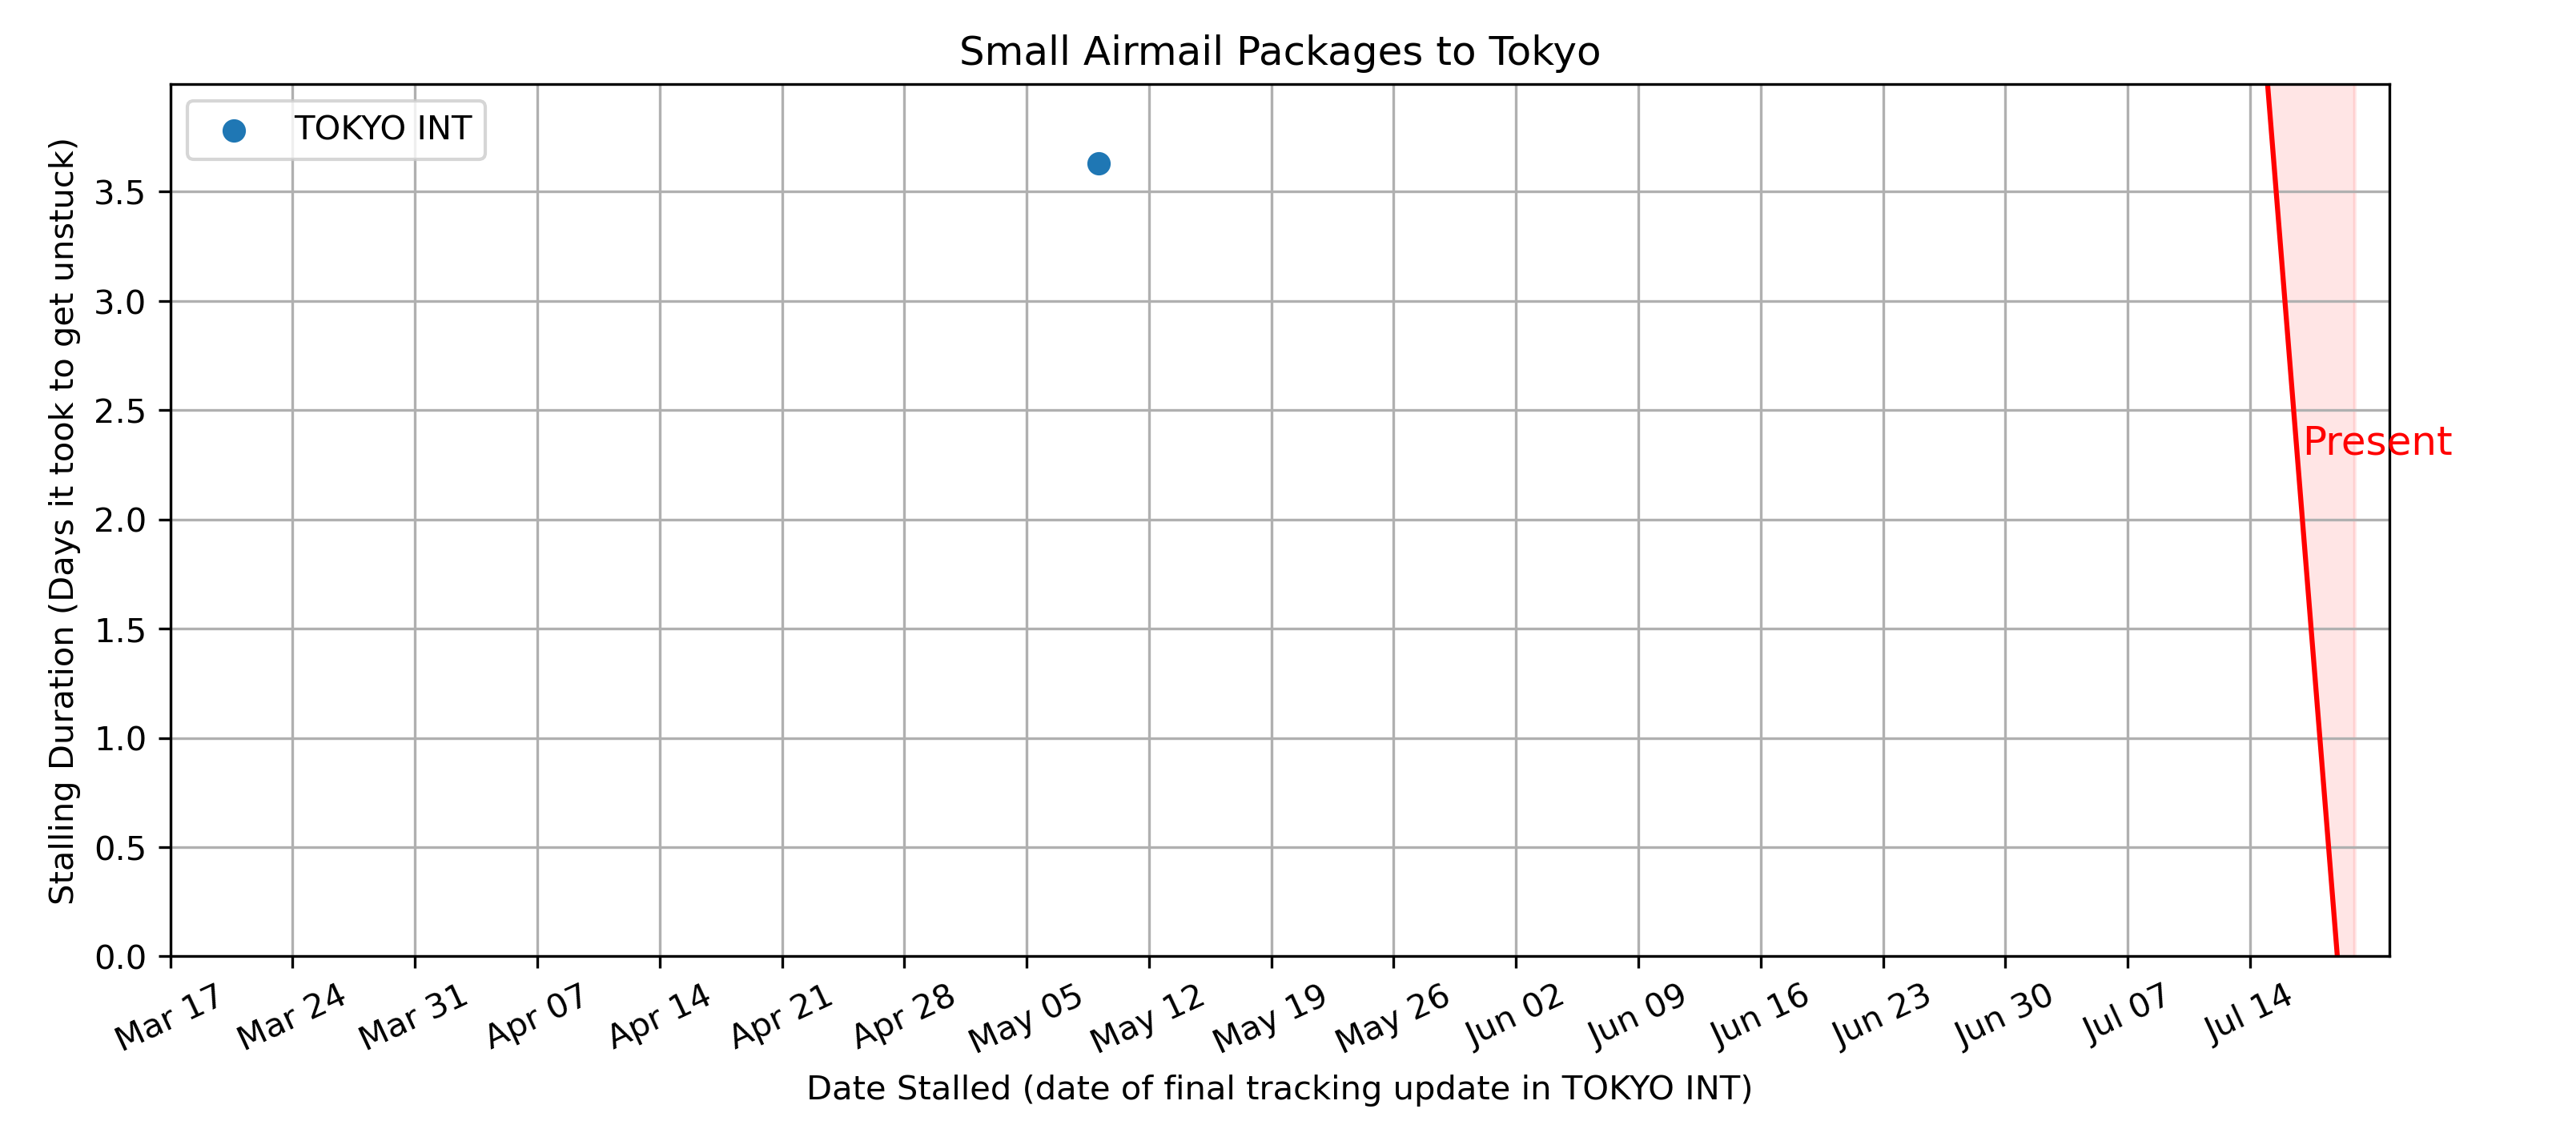 Small Airmail Packages to Tokyo
TOKYO INT
Stalling Duration (Days it took to get unstuck)
3.5
3.0
2.5
2.0
1.5
1.0
0.5
0.0
Present
Mar 17
Mar 24
Mar 31
Apr 07
Apr 14
Apr 21
Apr 28
May 05
May 12
May 19
May 26
Jun 02
Jun 09
Jun 16
Jun 23
Jun 30
Jul 07
Jul 14
Date Stalled (date of final tracking update in TOKYO INT)